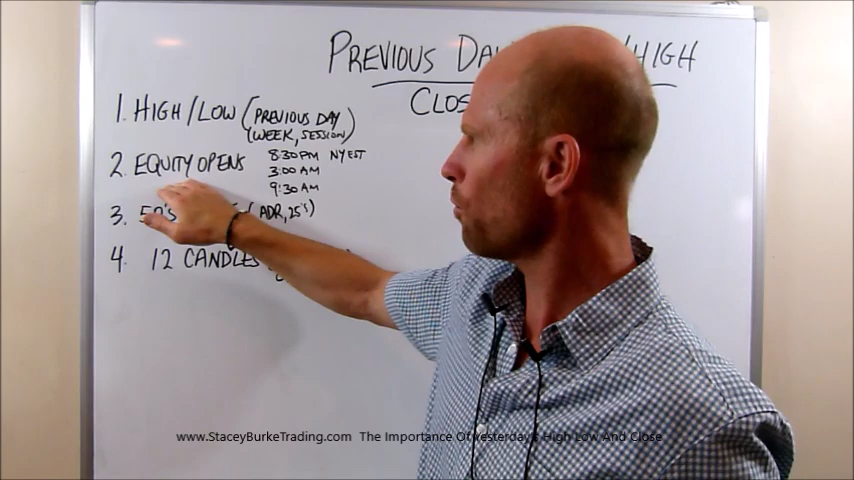 PREVIOUS DA /HIGH
CLOS
1. HIGH/LOW (PREVIOUS DAY
(WEEK, SESSION)
2. EQUITY OPENS 8:30PM NY EST
3:00 AM
9:30 AM
3. 50's (ADR, 25's)
4. 12 CANDLES
www.StaceyBurkeTrading.com The Importance Of Yesterday's High Low And Close